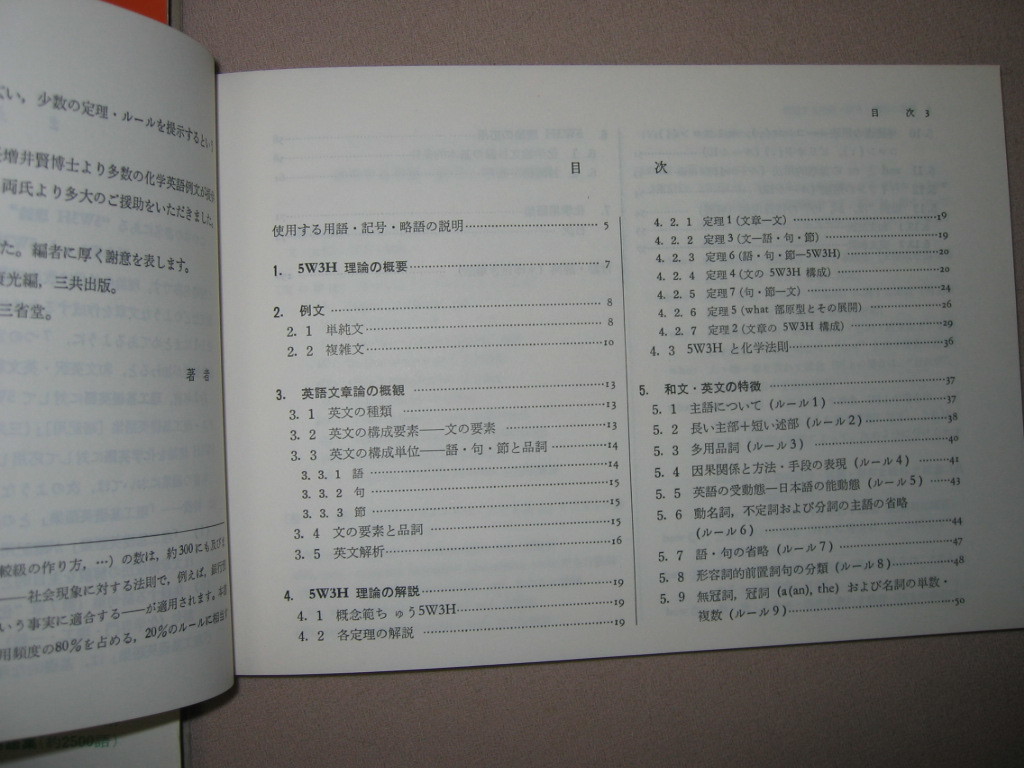 い,少数の定理・ルールを提示するとい
増井賢博士より多数の化学英語例文が
両氏より多大のご援助をいただきました.
た。編者に厚く謝意を表します。
光編,三共出版。
三省堂。
著者
級の作り方,…)の数は,約300にも及び
――社会現象に対する法則で,例えば,銀行
いう事実に適合する――が適用されます。本
用頻度の80%を占める,20%のルールに相当
目 次 3
目 次
使用する用語・記号・略語の説明 5
1. 5W3H 理論の概要 7
2. 例文 8
2. 1 単純文 8
2. 2 複雑文 10
3. 英語文章論の概観 13
3. 1 英文の種類 13
3. 2 英文の構成要素――文の要素 13
3. 3 英文の構成単位――語・句・節と品詞 14
3. 3. 1 語 14
3. 3. 2 句 15
3. 3. 3 節 15
3. 4 文の要素と品詞 15
3. 5 英文解析 16
4. 5W3H 理論の解説 19
4. 1 概念範ちゅう5W3H 19
4. 2 各定理の解説 19
4. 2. 1 定理1(文章―文) 19
4. 2. 2 定理3(文―語・句・節) 19
4. 2. 3 定理6(語・句・節―5W3H) 20
4. 2. 4 定理4(文の 5W3H 構成) 20
4. 2. 5 定理7(句・節―文) 24
4. 2. 6 定理5(what 部原型とその展開) 26
4. 2. 7 定理2(文章の 5W3H 構成) 29
4. 3 5W3H と化学法則 36
5. 和文・英文の特徴 37
5. 1 主語について(ルール1) 37
5. 2 長い主部+短い述部(ルール2) 38
5. 3 多用品詞(ルール3) 40
5. 4 因果関係と方法・手段の表現(ルール4) 41
5. 5 英語の受動態―日本語の能動態(ルール5) 43
5. 6 動名詞,不定詞および分詞の主語の省略
(ルール6) 44
5. 7 語・句の省略(ルール7) 47
5. 8 形容詞的前置詞句の分類(ルール8) 48
5. 9 無冠詞,冠詞(a(an), the)および名詞の単数・
複数(ルール9) 50